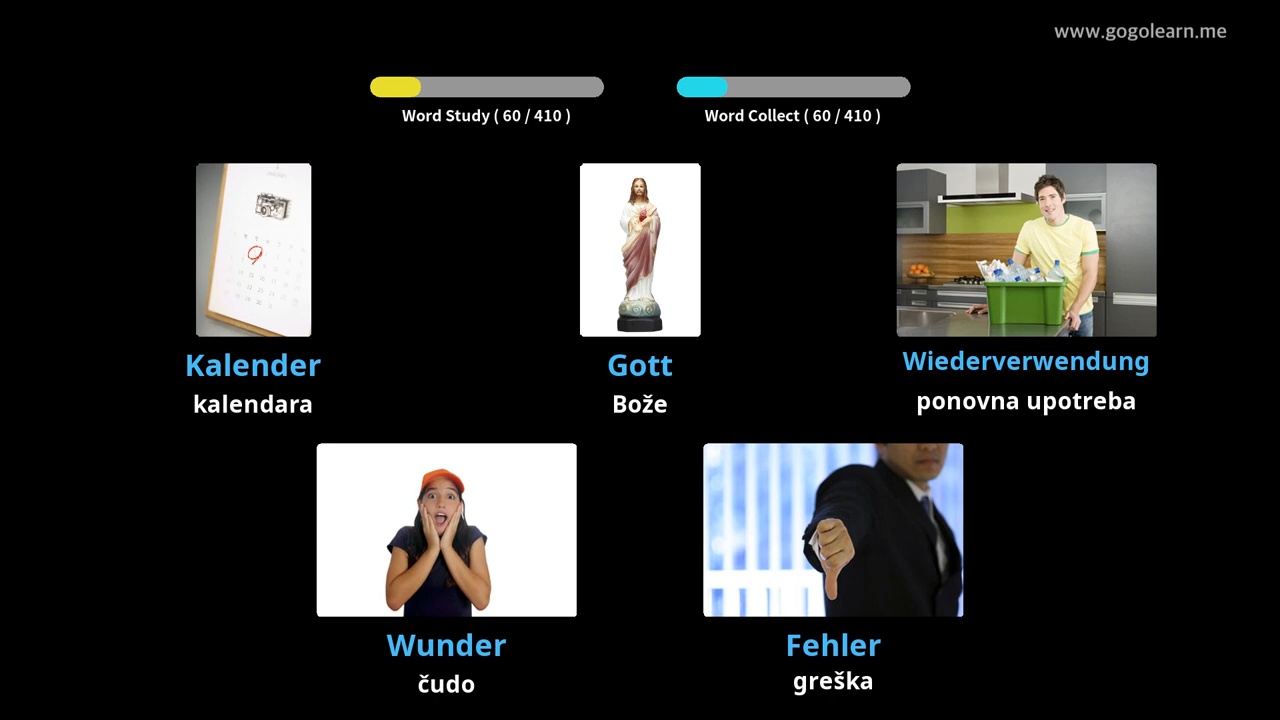 www.gogolearn.me
Word Study ( 60 / 410 )
Word Collect ( 60 / 410 )
Kalender
kalendara
Gott
Bože
Wiederverwendung
ponovna upotreba
Wunder
čudo
Fehler
greška